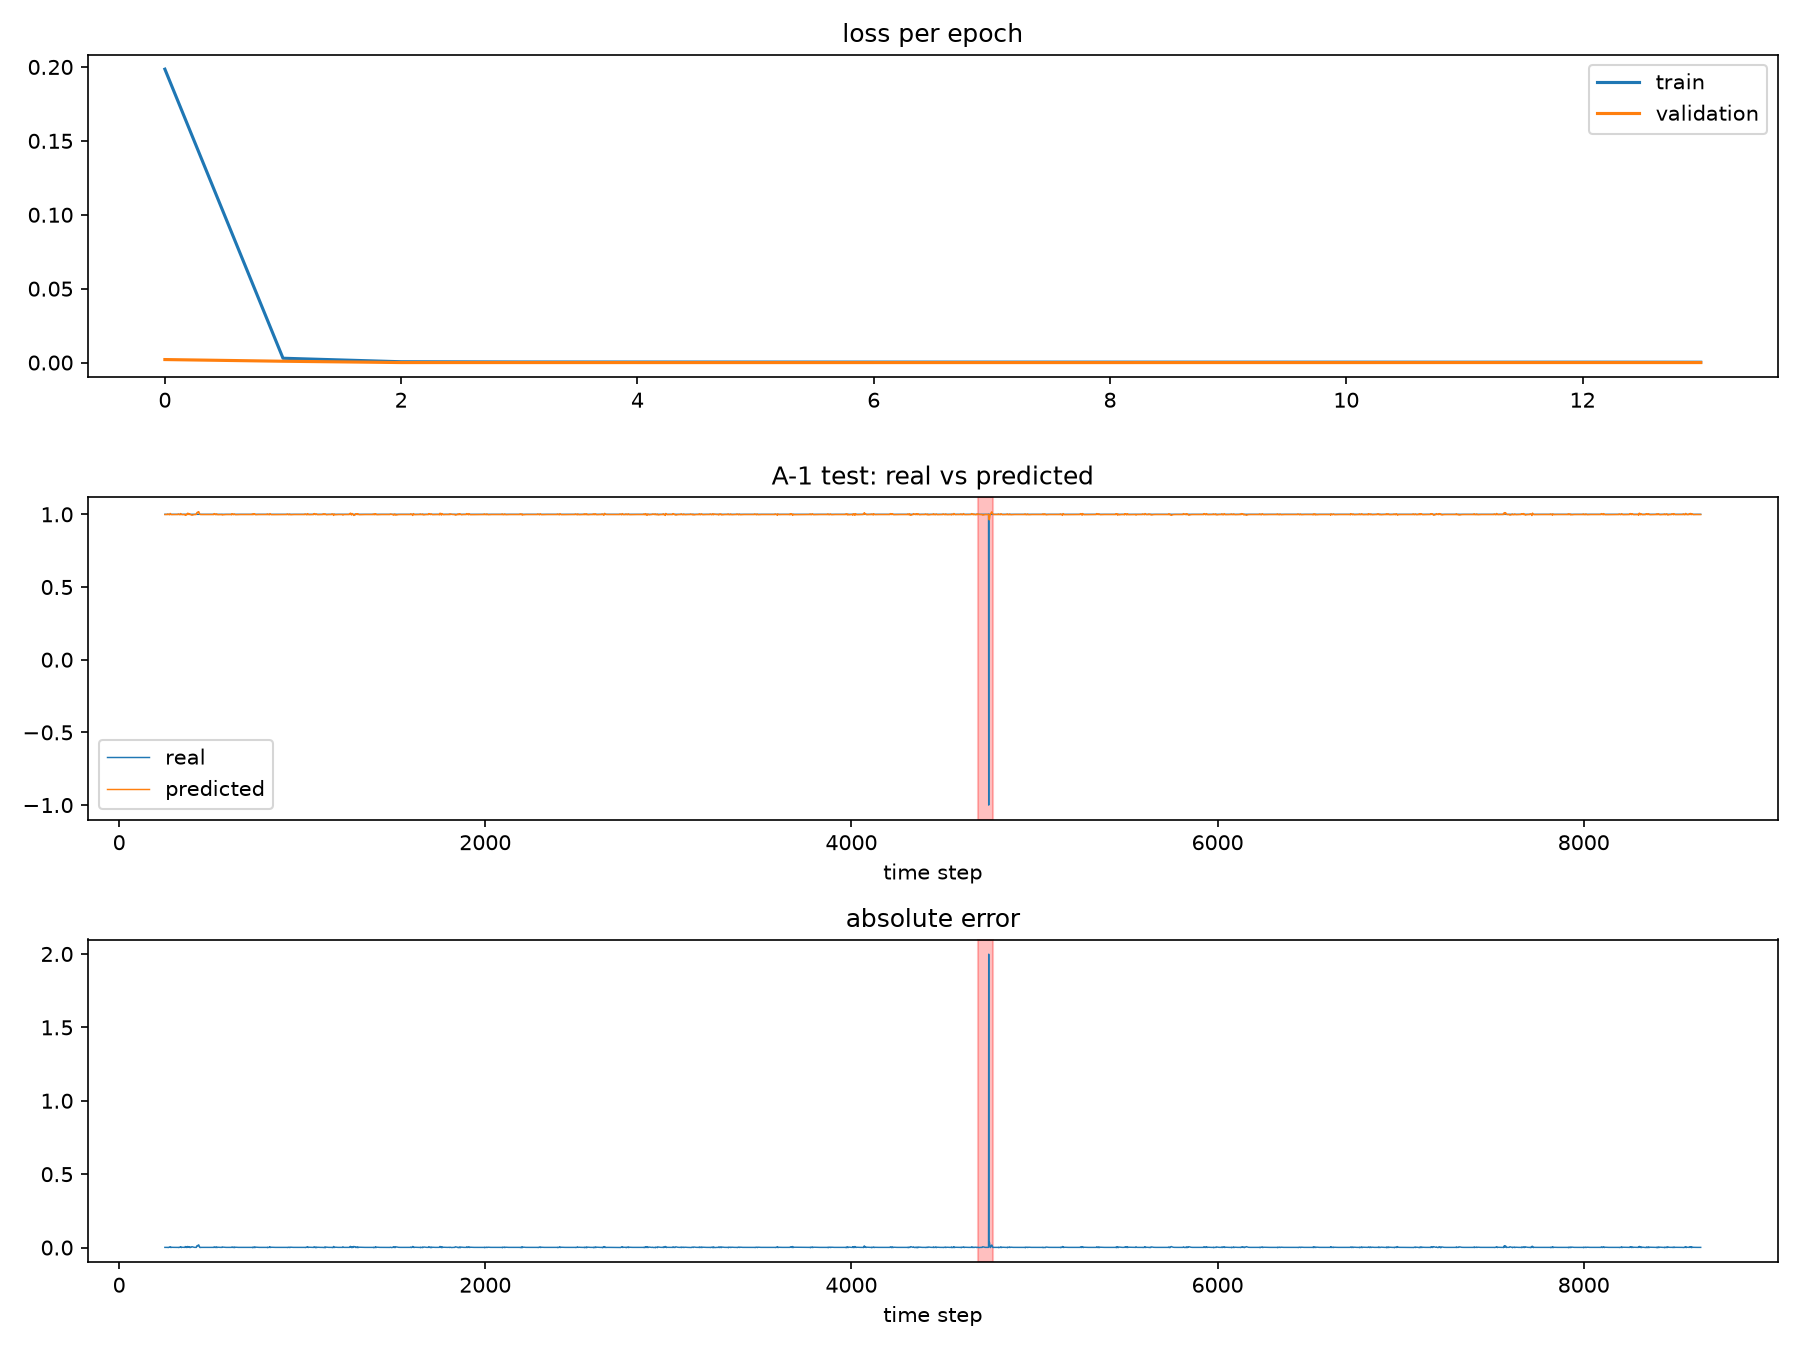 loss per epoch
0.20
0.15
0.10
0.05
0.00
train
validation
0 2 4 6 8 10 12
A-1 test: real vs predicted
1.0
0.5
0.0
−0.5
−1.0
real
predicted
0 2000 4000 6000 8000
time step
absolute error
2.0
1.5
1.0
0.5
0.0
0 2000 4000 6000 8000
time step